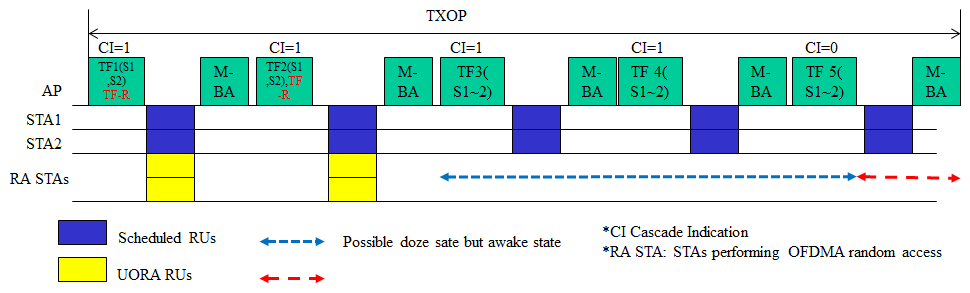 TXOP
CI=1
CI=1
CI=1
CI=1
CI=0
AP
TF1(S1
,S2)
TF-R
M-
BA
TF2(S1
,S2),TF
-R
M-
BA
TF3(
S1~2)
M-
BA
TF 4(
S1~2)
M-
BA
TF 5(
S1~2)
M-
BA
STA1
STA2
RA STAs
Scheduled RUs
Possible doze sate but awake state
*CI Cascade Indication
*RA STA: STAs performing OFDMA random access
UORA RUs